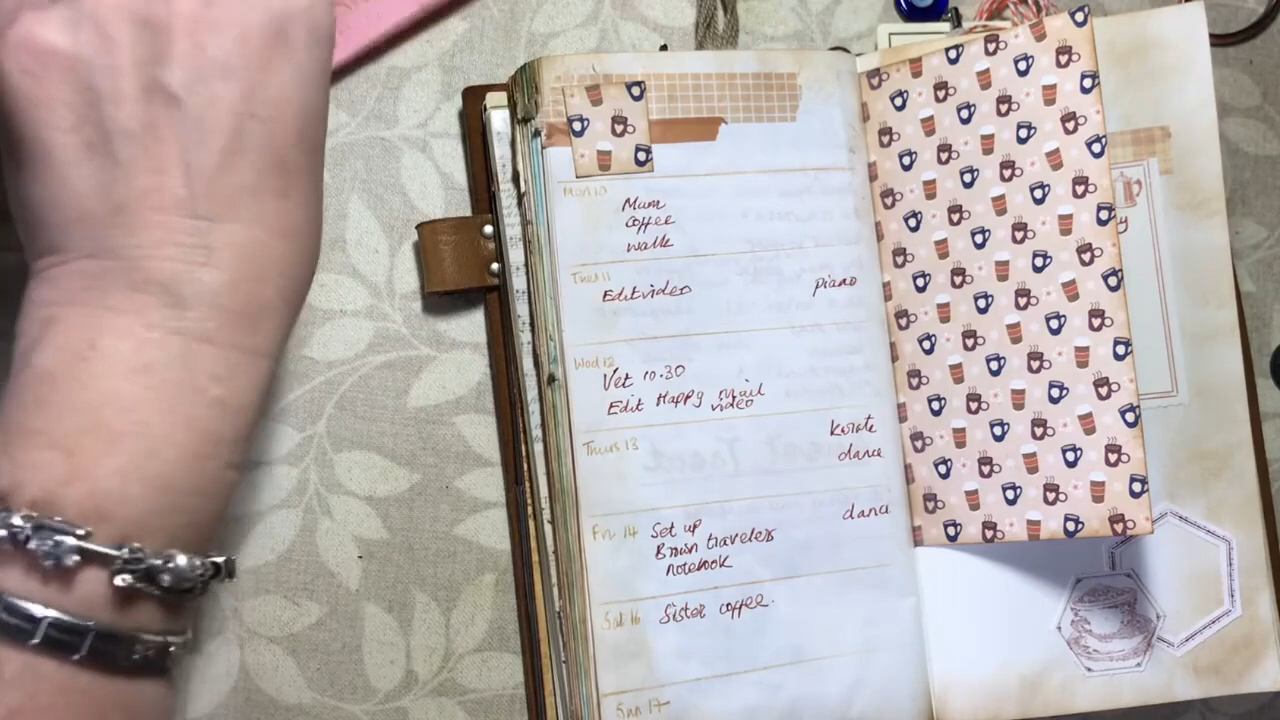 Mon 10
Mum
coffee
walk
Tues 11
Edit video
piano
Wed 12
Vet 10.30
Edit Happy mail
video
Thurs 13
karate
dance
Fri 14
Set up
Brown travelers
notebook
dance
Sat 16
Sister coffee.
Sun 17